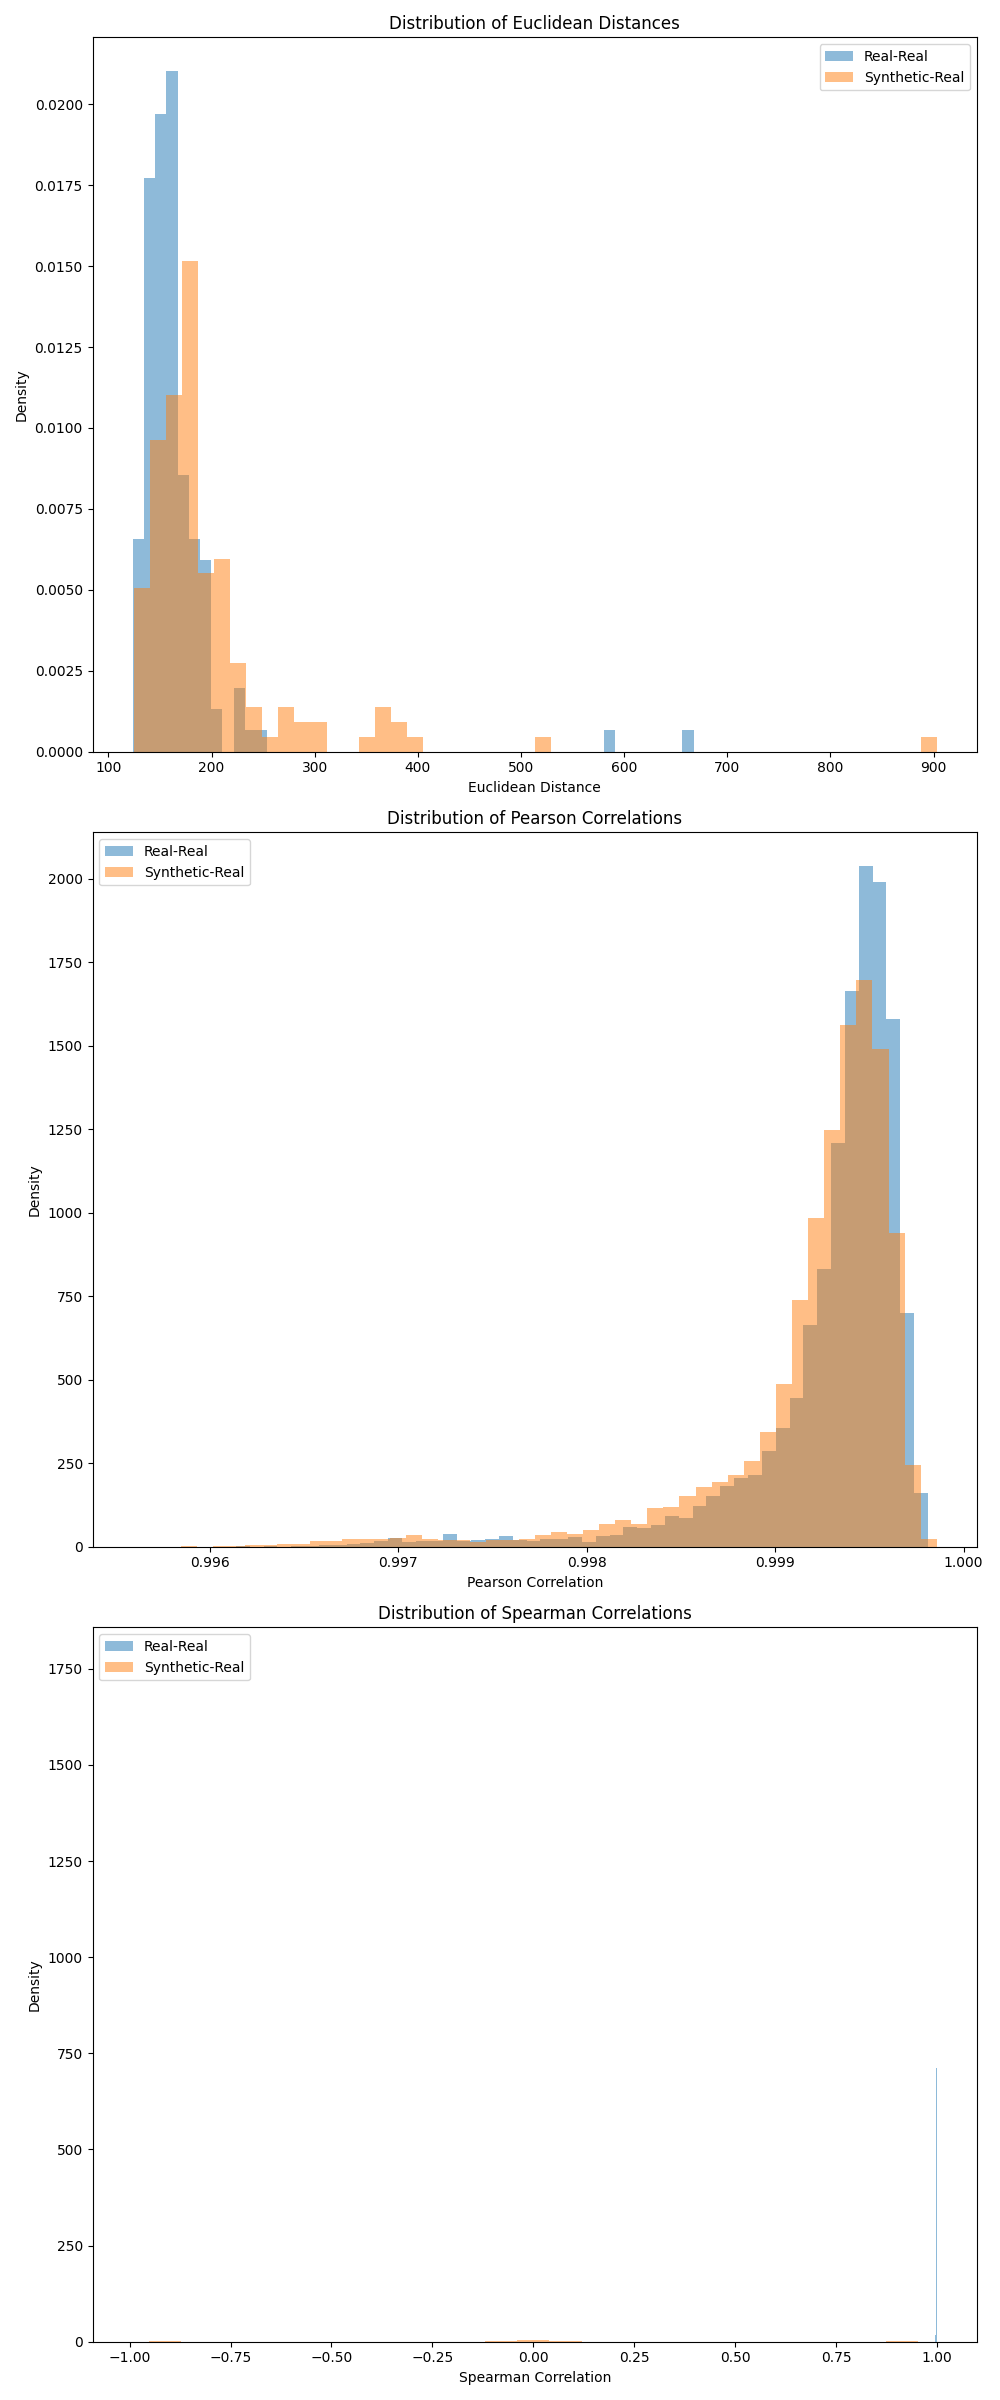 Distribution of Euclidean Distances
Real-Real
Synthetic-Real
0.0200
0.0175
0.0150
0.0125
0.0100
0.0075
0.0050
0.0025
0.0000
Density
100 200 300 400 500 600 700 800 900
Euclidean Distance
Distribution of Pearson Correlations
Real-Real
Synthetic-Real
2000
1750
1500
1250
1000
750
500
250
0
Density
0.996 0.997 0.998 0.999 1.000
Pearson Correlation
Distribution of Spearman Correlations
Real-Real
Synthetic-Real
1750
1500
1250
1000
750
500
250
0
Density
−1.00 −0.75 −0.50 −0.25 0.00 0.25 0.50 0.75 1.00
Spearman Correlation